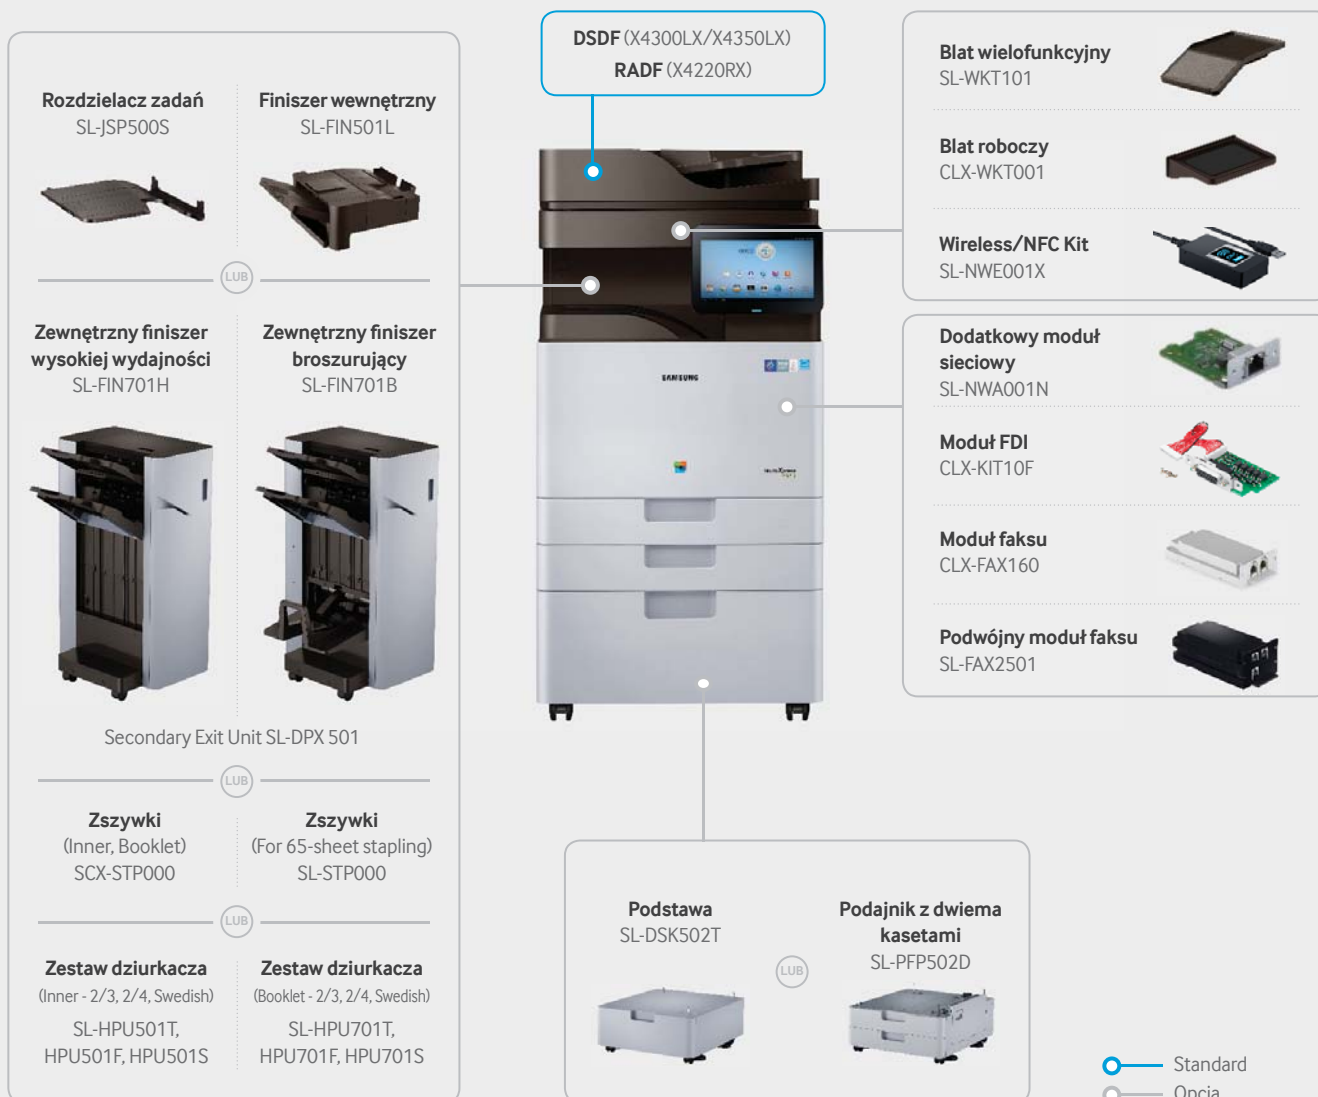 DSDF (X4300LX/X4350LX)
RADF (X4220RX)
Rozdzielacz zadań
SL-JSP500S
Finiszer wewnętrzny
SL-FIN501L
LUB
Zewnętrzny finiszer
wysokiej wydajności
SL-FIN701H
Zewnętrzny finiszer
broszurujący
SL-FIN701B
Secondary Exit Unit SL-DPX 501
LUB
Zszywki
(Inner, Booklet)
SCX-STP000
Zszywki
(For 65-sheet stapling)
SL-STP000
LUB
Zestaw dziurkacza
(Inner - 2/3, 2/4, Swedish)
SL-HPU501T,
HPU501F, HPU501S
Zestaw dziurkacza
(Booklet - 2/3, 2/4, Swedish)
SL-HPU701T,
HPU701F, HPU701S
SAMSUNG
Blat wielofunkcyjny
SL-WKT101
Blat roboczy
CLX-WKT001
Wireless/NFC Kit
SL-NWE001X
Dodatkowy moduł
sieciowy
SL-NWA001N
Moduł FDI
CLX-KIT10F
Moduł faksu
CLX-FAX160
Podwójny moduł faksu
SL-FAX2501
Podstawa
SL-DSK502T
LUB
Podajnik z dwiema
kasetami
SL-PFP502D
Standard
Opcja